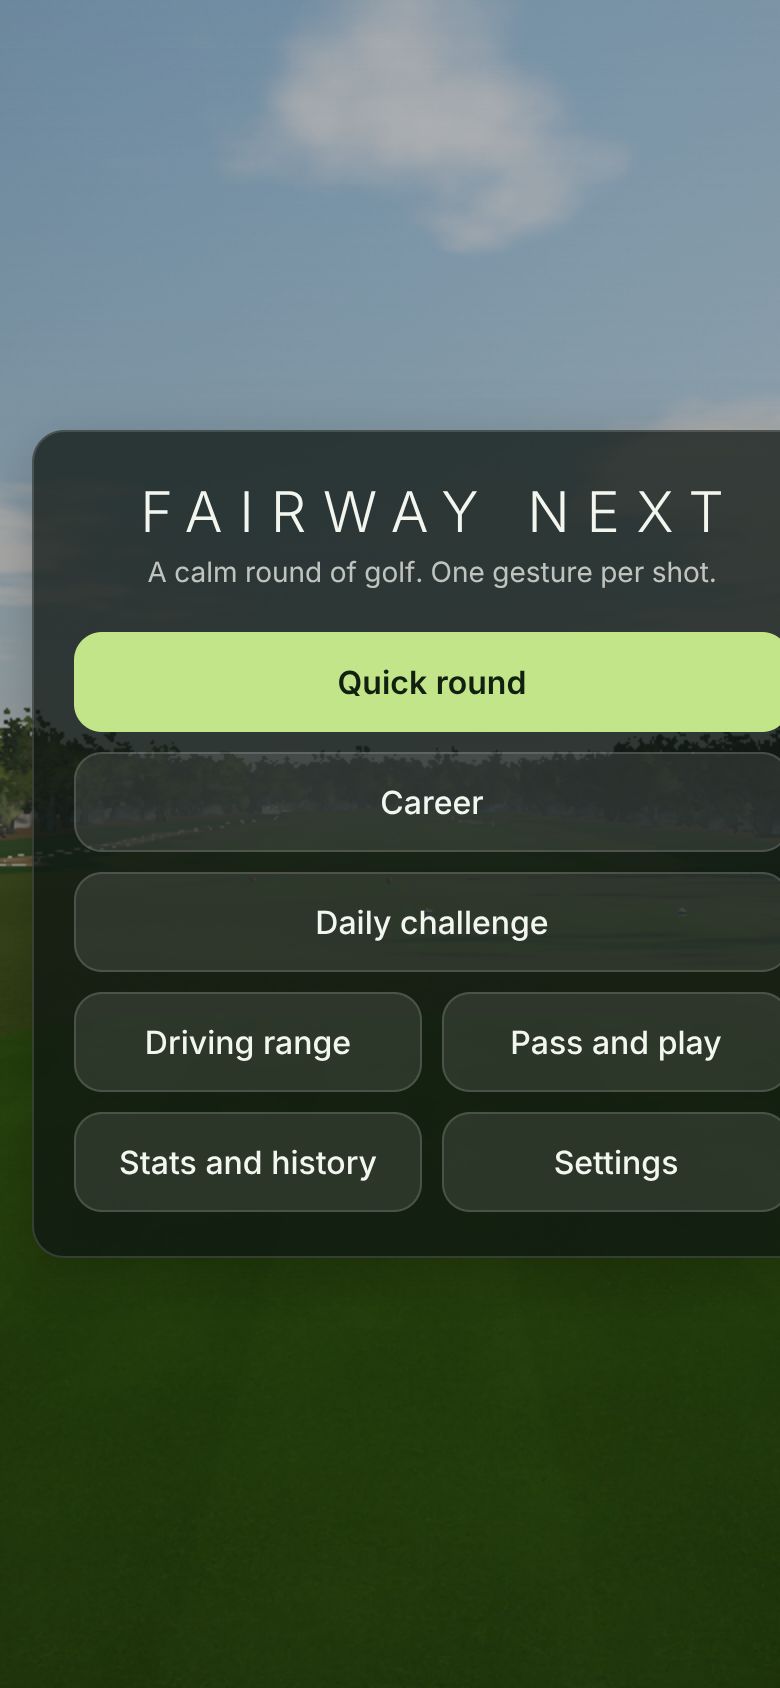 FAIRWAY NEXT
A calm round of golf. One gesture per shot.
Quick round
Career
Daily challenge
Driving range
Pass and play
Stats and history
Settings